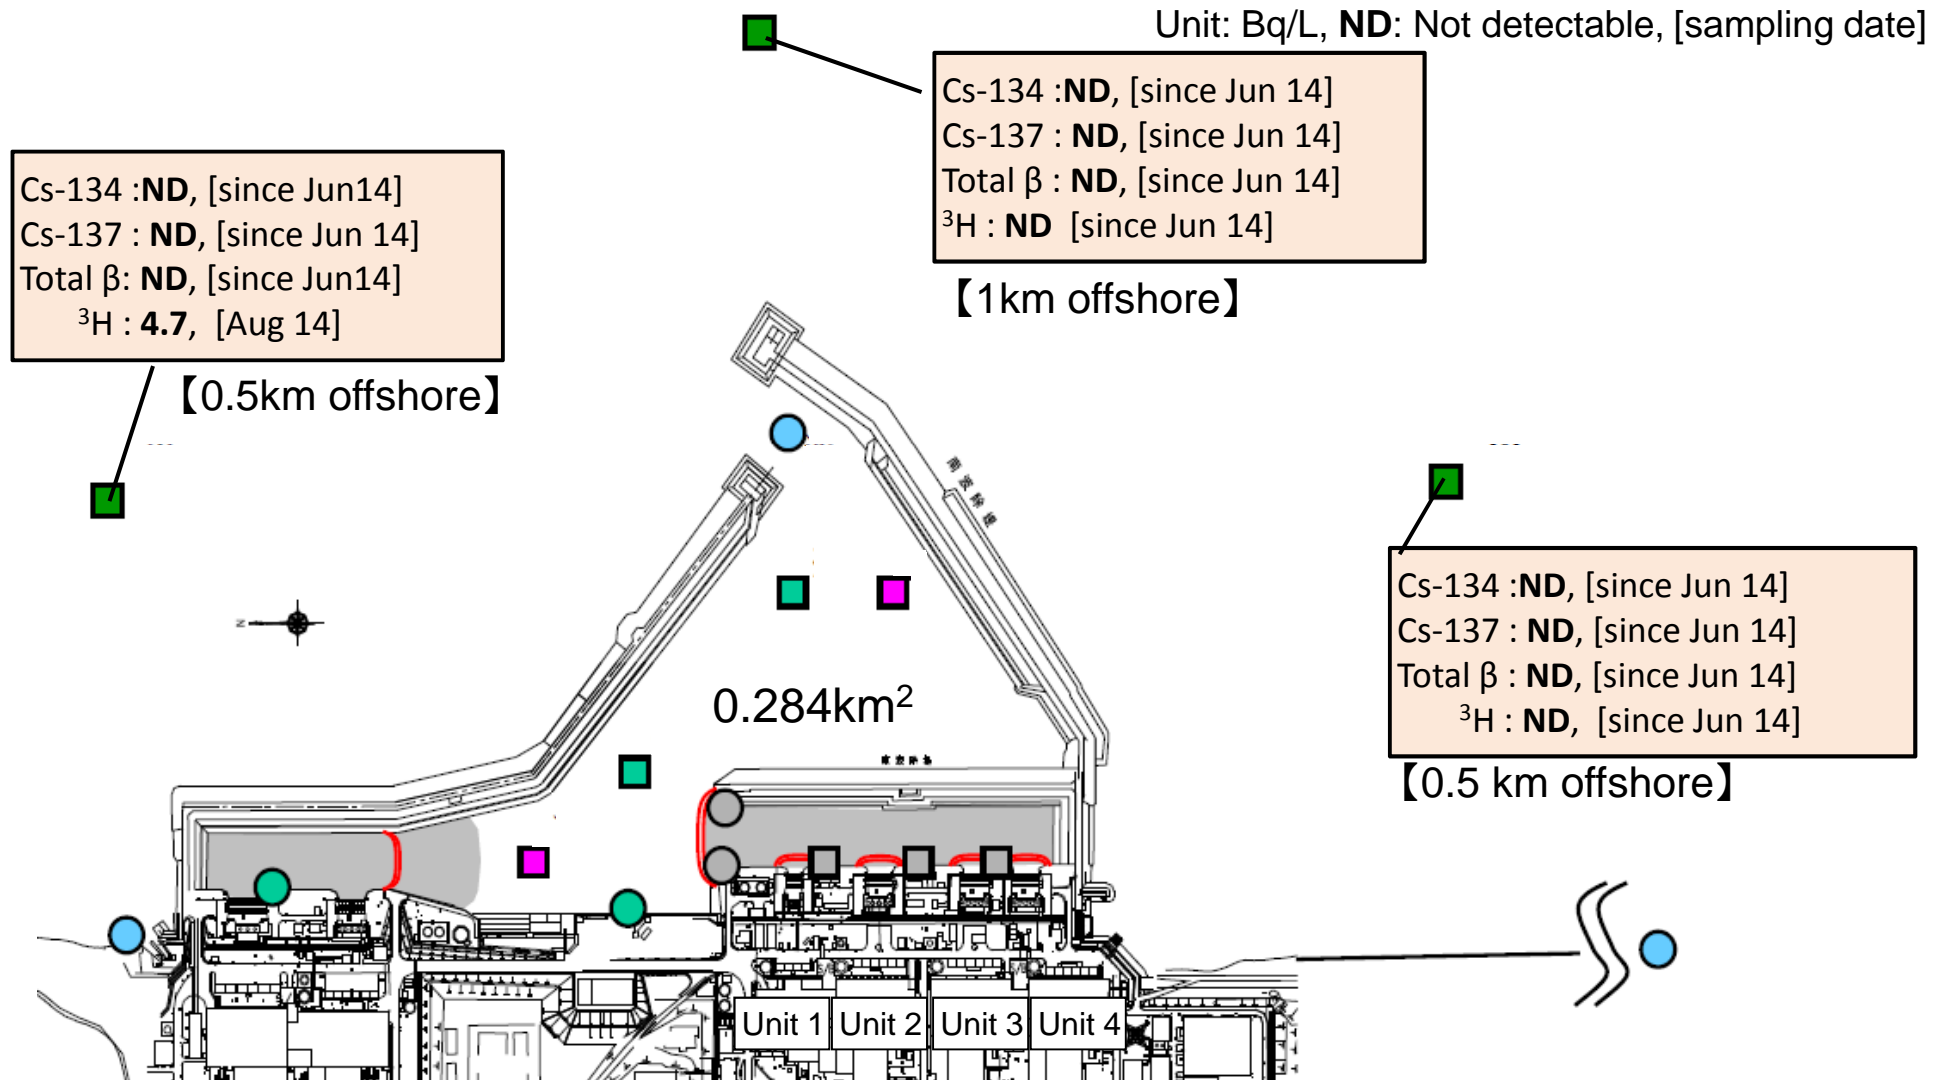 Unit: Bq/L, ND: Not detectable, [sampling date]
Cs-134 :ND, [since Jun 14]
Cs-137 : ND, [since Jun 14]
Total β : ND, [since Jun 14]
³H : ND [since Jun 14]
【1km offshore】
Cs-134 :ND, [since Jun14]
Cs-137 : ND, [since Jun 14]
Total β: ND, [since Jun14]
³H : 4.7, [Aug 14]
【0.5km offshore】
Cs-134 :ND, [since Jun 14]
Cs-137 : ND, [since Jun 14]
Total β : ND, [since Jun 14]
³H : ND, [since Jun 14]
【0.5 km offshore】
N
0.284km²
Unit 1
Unit 2
Unit 3
Unit 4